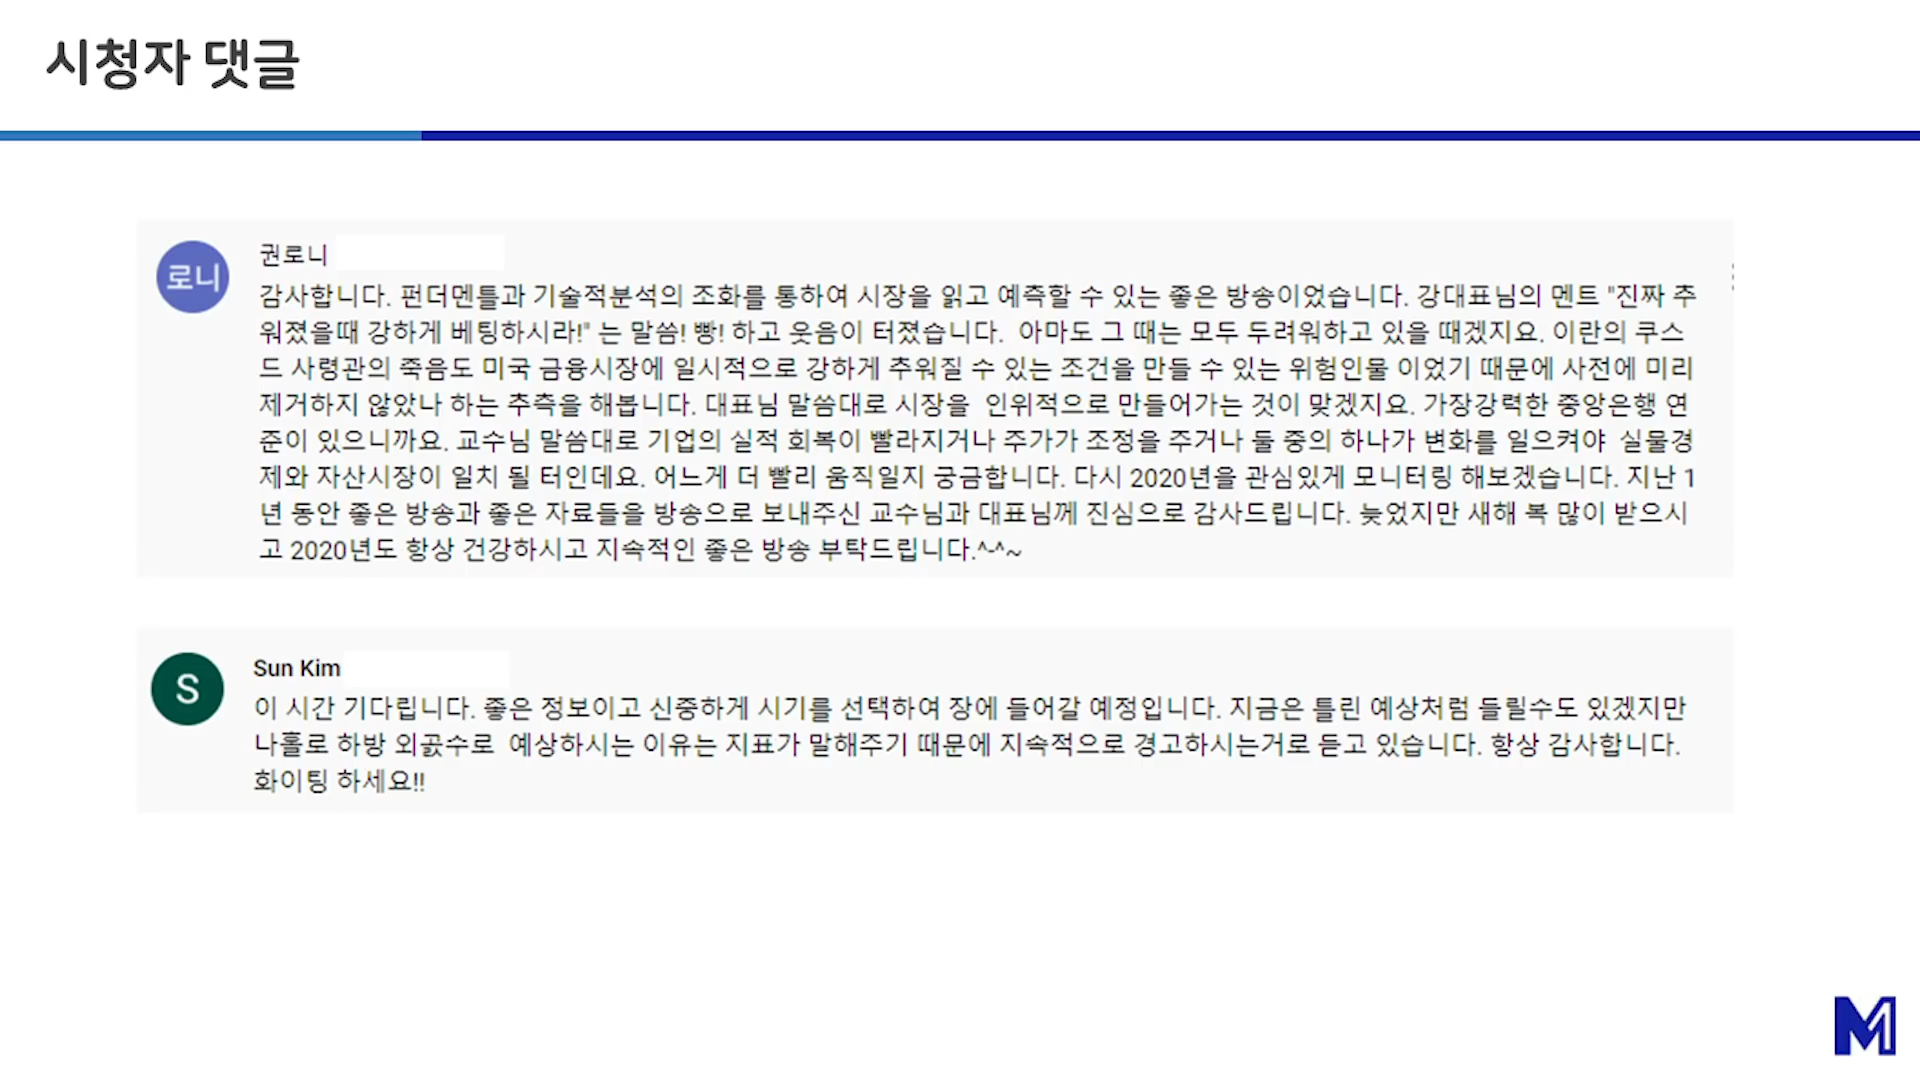 시청자 댓글
로니
권로니
감사합니다. 펀더멘틀과 기술적분석의 조화를 통하여 시장을 읽고 예측할 수 있는 좋은 방송이었습니다. 강대표님의 멘트 "진짜 추
워졌을때 강하게 베팅하시라!" 는 말씀! 빵! 하고 웃음이 터졌습니다.  아마도 그 때는 모두 두려워하고 있을 때겠지요. 이란의 쿠스
드 사령관의 죽음도 미국 금융시장에 일시적으로 강하게 추워질 수 있는 조건을 만들 수 있는 위험인물 이었기 때문에 사전에 미리
제거하지 않았나 하는 추측을 해봅니다. 대표님 말씀대로 시장을  인위적으로 만들어가는 것이 맞겠지요. 가장강력한 중앙은행 연
준이 있으니까요. 교수님 말씀대로 기업의 실적 회복이 빨라지거나 주가가 조정을 주거나 둘 중의 하나가 변화를 일으켜야  실물경
제와 자산시장이 일치 될 터인데요. 어느게 더 빨리 움직일지 궁금합니다. 다시 2020년을 관심있게 모니터링 해보겠습니다. 지난 1
년 동안 좋은 방송과 좋은 자료들을 방송으로 보내주신 교수님과 대표님께 진심으로 감사드립니다. 늦었지만 새해 복 많이 받으시
고 2020년도 항상 건강하시고 지속적인 좋은 방송 부탁드립니다.^-^~
S
Sun Kim
이 시간 기다립니다. 좋은 정보이고 신중하게 시기를 선택하여 장에 들어갈 예정입니다. 지금은 틀린 예상처럼 들릴수도 있겠지만
나홀로 하방 외곬수로  예상하시는 이유는 지표가 말해주기 때문에 지속적으로 경고하시는거로 듣고 있습니다. 항상 감사합니다.
화이팅 하세요!!
M